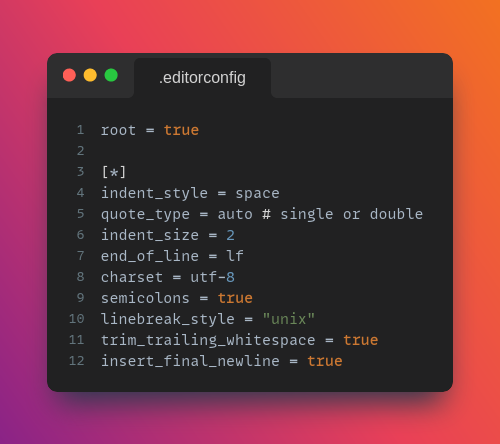 .editorconfig
1 root = true
2
3 [*]
4 indent_style = space
5 quote_type = auto # single or double
6 indent_size = 2
7 end_of_line = lf
8 charset = utf-8
9 semicolons = true
10 linebreak_style = "unix"
11 trim_trailing_whitespace = true
12 insert_final_newline = true